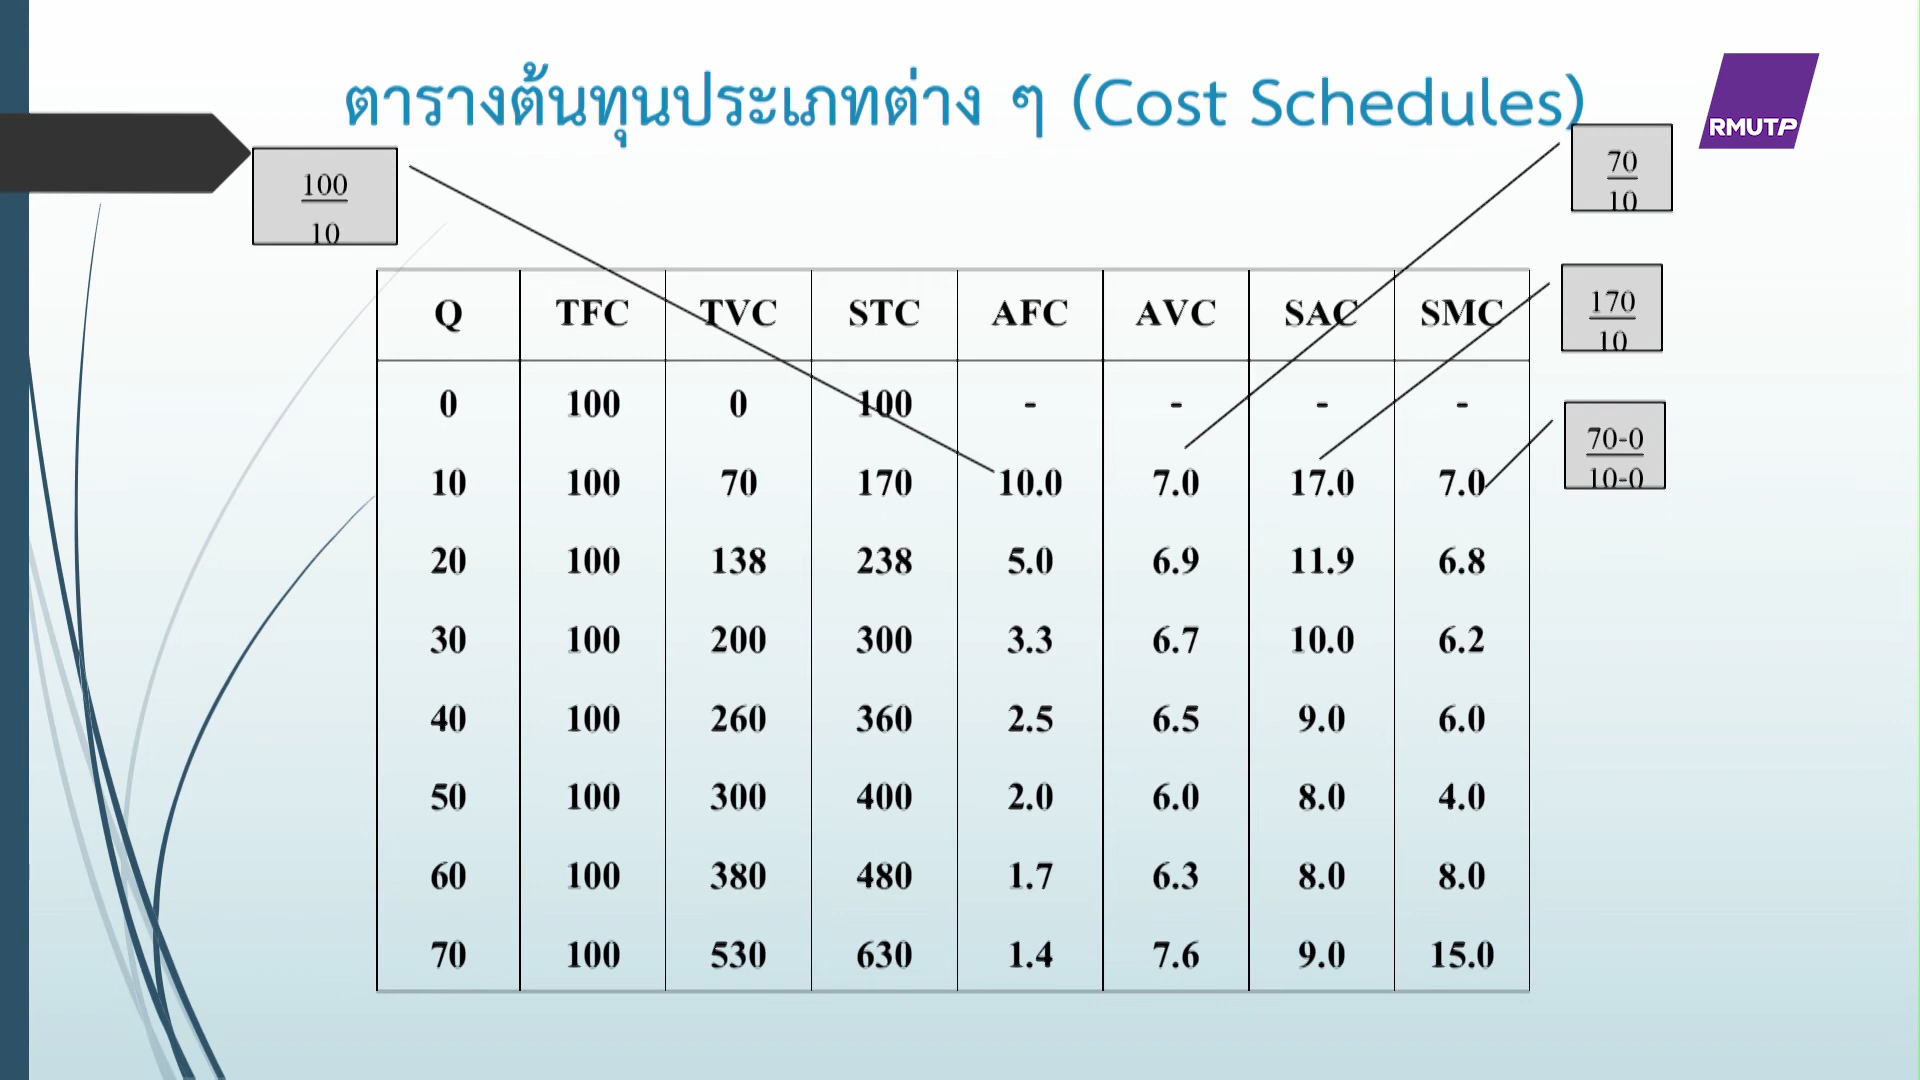 ตารางต้นทุนประเภทต่าง ๆ (Cost Schedules)
RMUTP
100
10
70
10
170
10
70-0
10-0
Q TFC TVC STC AFC AVC SAC SMC
0 100 0 100 - - - -
10 100 70 170 10.0 7.0 17.0 7.0
20 100 138 238 5.0 6.9 11.9 6.8
30 100 200 300 3.3 6.7 10.0 6.2
40 100 260 360 2.5 6.5 9.0 6.0
50 100 300 400 2.0 6.0 8.0 4.0
60 100 380 480 1.7 6.3 8.0 8.0
70 100 530 630 1.4 7.6 9.0 15.0